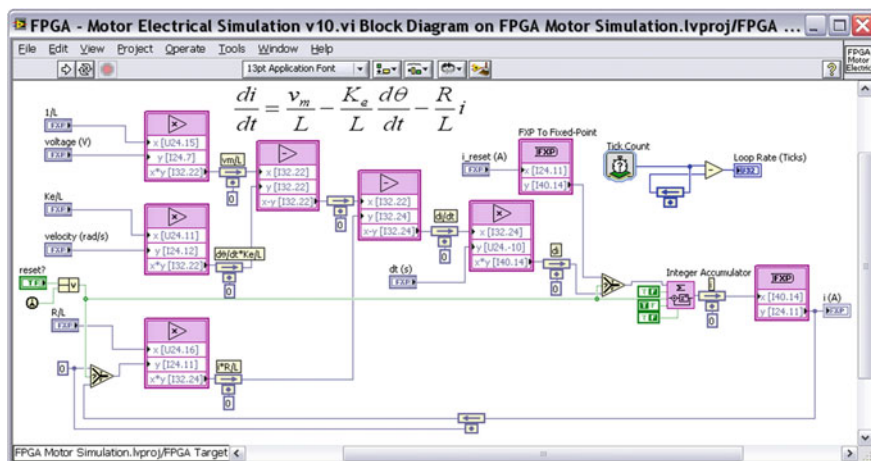 FPGA - Motor Electrical Simulation v10.vi Block Diagram on FPGA Motor Simulation.lvproj/FPGA ...
File Edit View Project Operate Tools Window Help
13pt Application Font
FPGA
Motor
Electric
di/dt = v_m/L - K_e/L dθ/dt - R/L i
1/L
FXP
voltage (V)
FXP
x [U24.15]
y [I24.7]
x*y [I32.22]
vm/L
0
x [I32.22]
y [I32.22]
x-y [I32.22]
0
Ke/L
FXP
velocity (rad/s)
FXP
x [U24.11]
y [I24.12]
x*y [I32.22]
dθ/dt*Ke/L
0
x [I32.22]
y [I32.24]
x-y [I32.24]
di/dt
0
FXP To Fixed-Point
FXP
i_reset (A)
FXP
x [I24.11]
y [I40.14]
Tick Count
Loop Rate (Ticks)
U32
x [I32.24]
y [U24.-10]
x*y [I40.14]
dt (s)
FXP
di
0
reset?
TF
v
Integer Accumulator
Σ
T F
T F
T F
i
0
FXP
x [I40.14]
y [I24.11]
i (A)
FXP
R/L
FXP
0
x [U24.16]
y [I24.11]
x*y [I32.24]
i*R/L
0
FPGA Motor Simulation.lvproj/FPGA Target